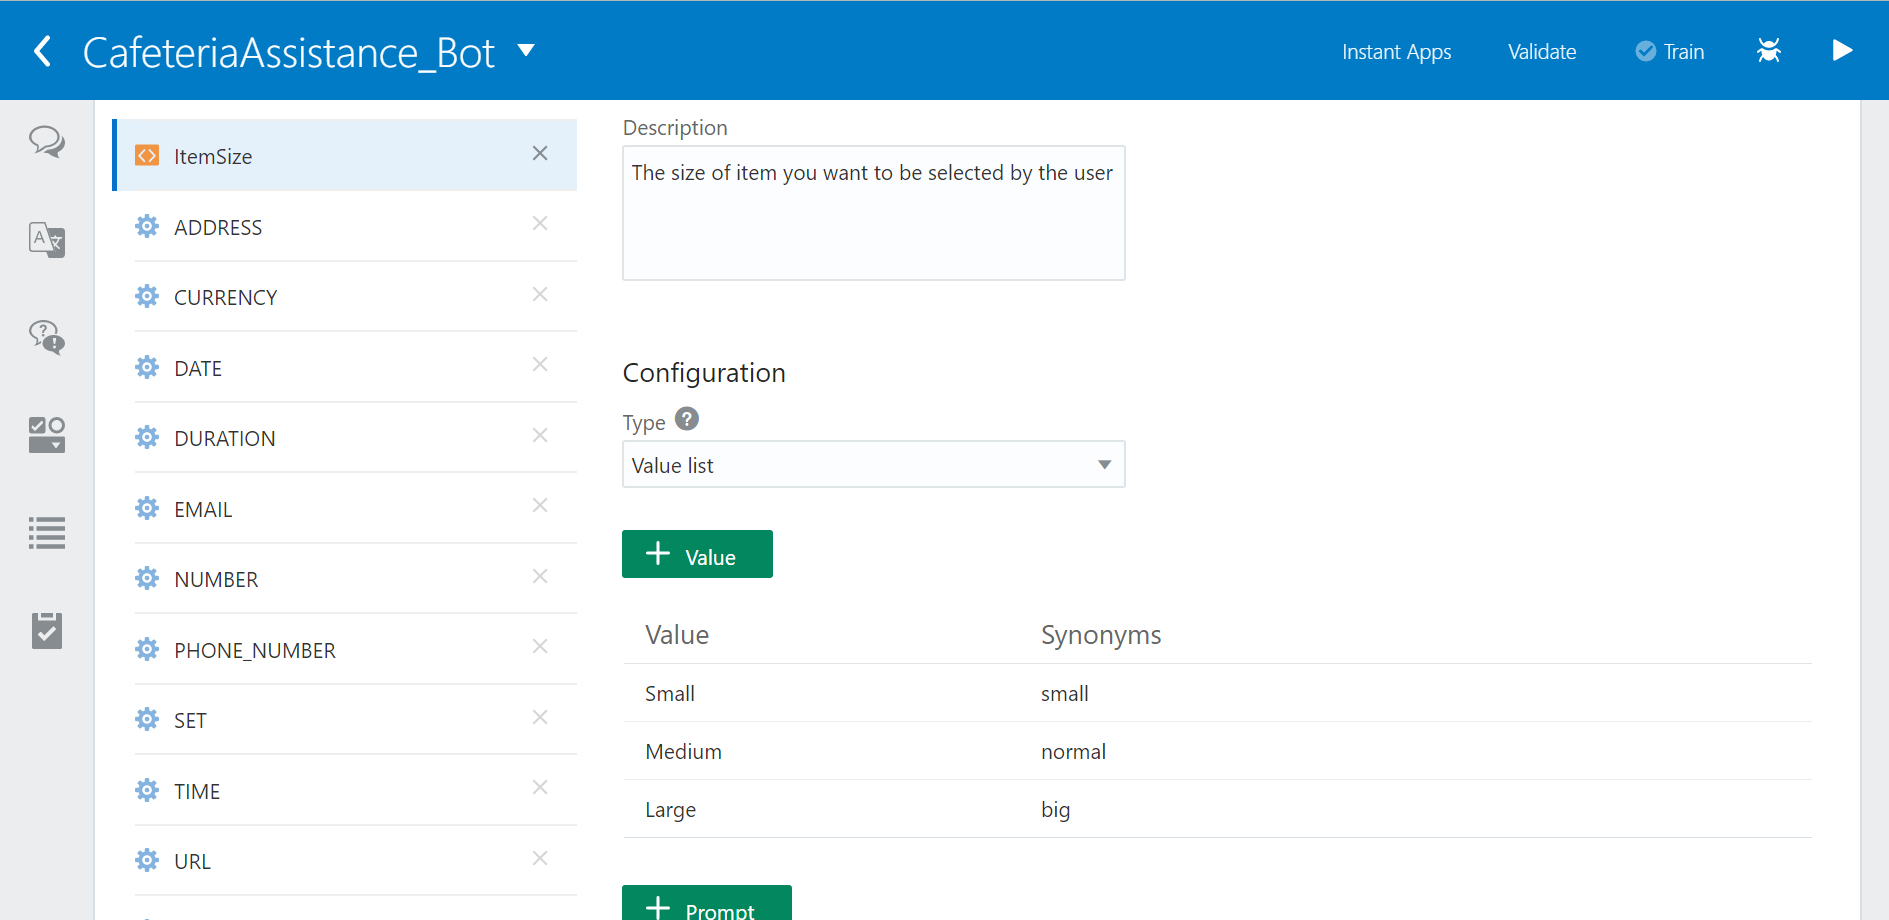 CafeteriaAssistance_Bot
Instant Apps
Validate
Train
ItemSize
ADDRESS
CURRENCY
DATE
DURATION
EMAIL
NUMBER
PHONE_NUMBER
SET
TIME
URL
Description
The size of item you want to be selected by the user
Configuration
Type ?
Value list
+ Value
Value Synonyms
Small small
Medium normal
Large big
+ Prompt